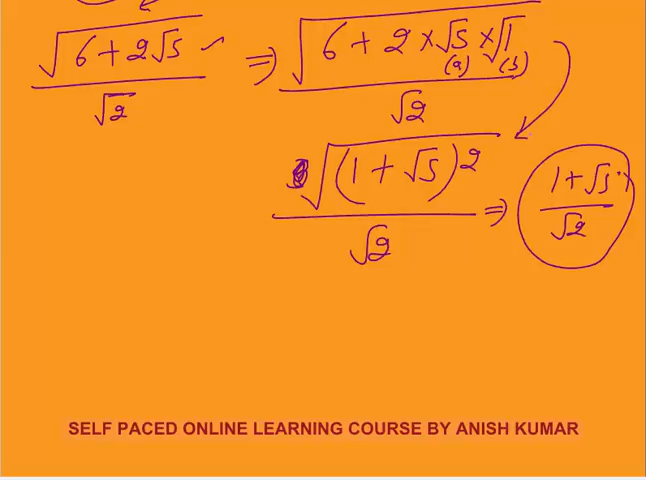 √(6 + 2√5) / √2 ⇒ √(6 + 2 × √5 × √1) / √2
(a) (b)
√((1 + √5)²) / √2 ⇒ (1 + √5) / √2
SELF PACED ONLINE LEARNING COURSE BY ANISH KUMAR